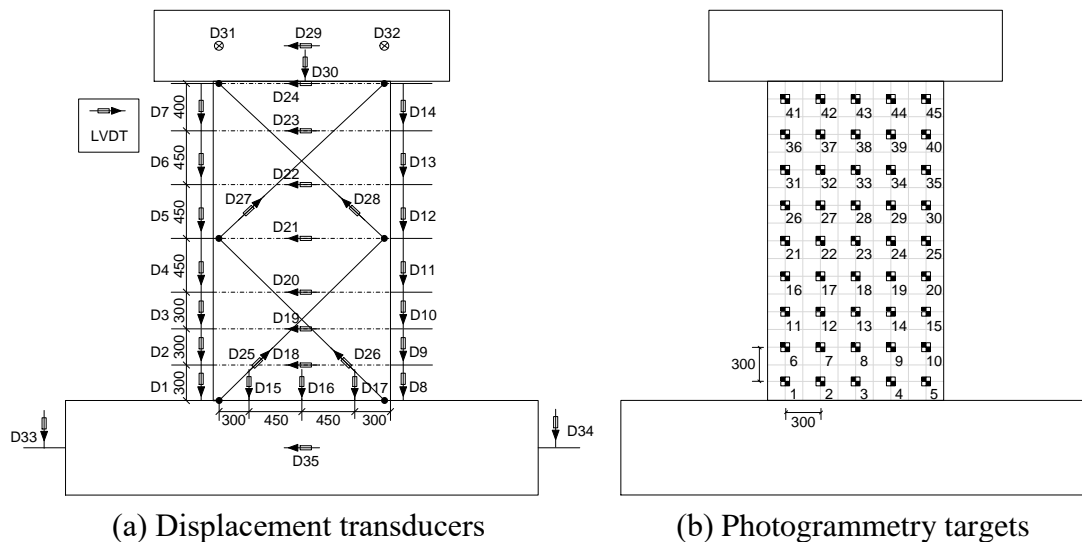 D31 D29 D32
D30
D24
400
D7 D14
LVDT
D23
450
D6 D13
D22
D27 D28
450
D5 D12
D21
450
D4 D11
D20
300
D3 D10
D19
300
D2 D25 D18 D26 D9
300
D1 D15 D16 D17 D8
300 450 450 300
D33 D34
D35
(a) Displacement transducers
41 42 43 44 45
36 37 38 39 40
31 32 33 34 35
26 27 28 29 30
21 22 23 24 25
16 17 18 19 20
11 12 13 14 15
300
6 7 8 9 10
1 2 3 4 5
300
(b) Photogrammetry targets